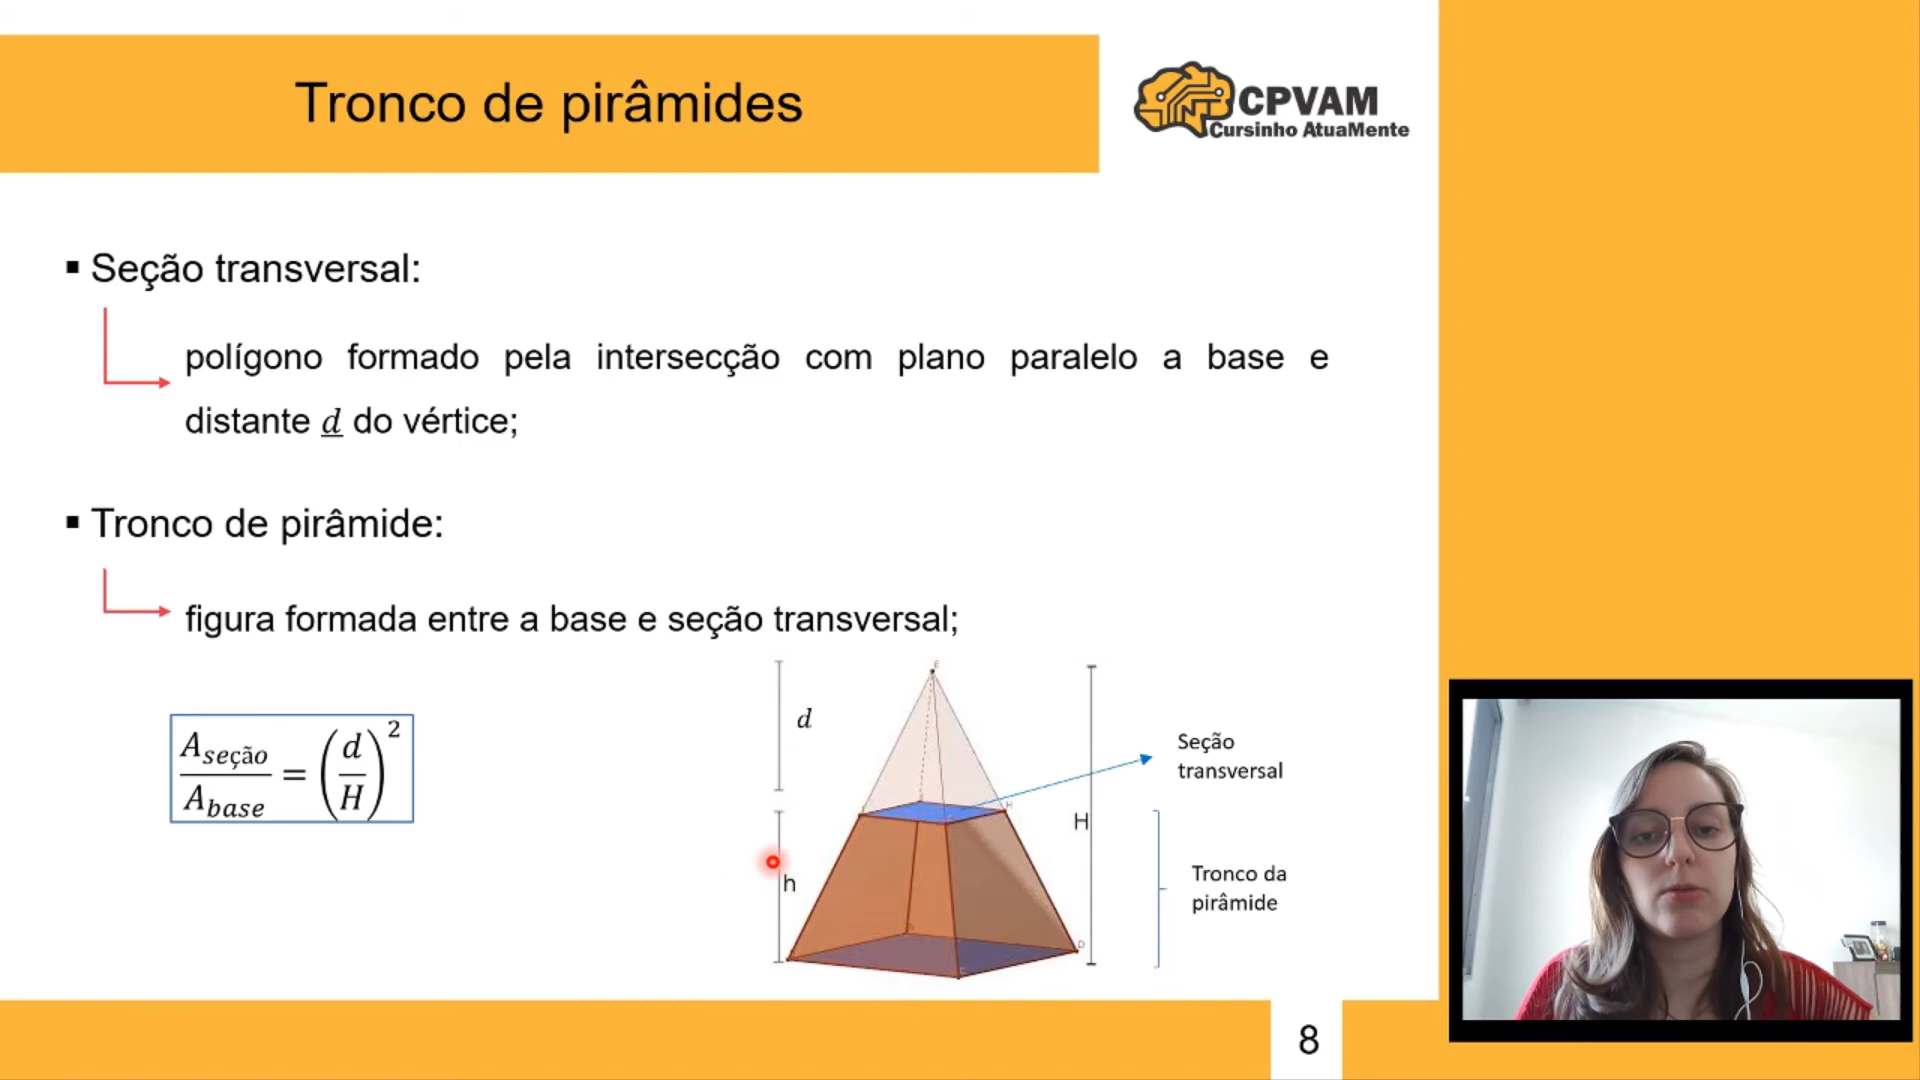 Tronco de pirâmides
CPVAM
Cursinho AtuaMente
▪ Seção transversal:
polígono formado pela intersecção com plano paralelo a base e
distante d do vértice;
▪ Tronco de pirâmide:
figura formada entre a base e seção transversal;
A_seção / A_base = (d / H)^2
E
d
Seção
transversal
H
H
h
Tronco da
pirâmide
D
8